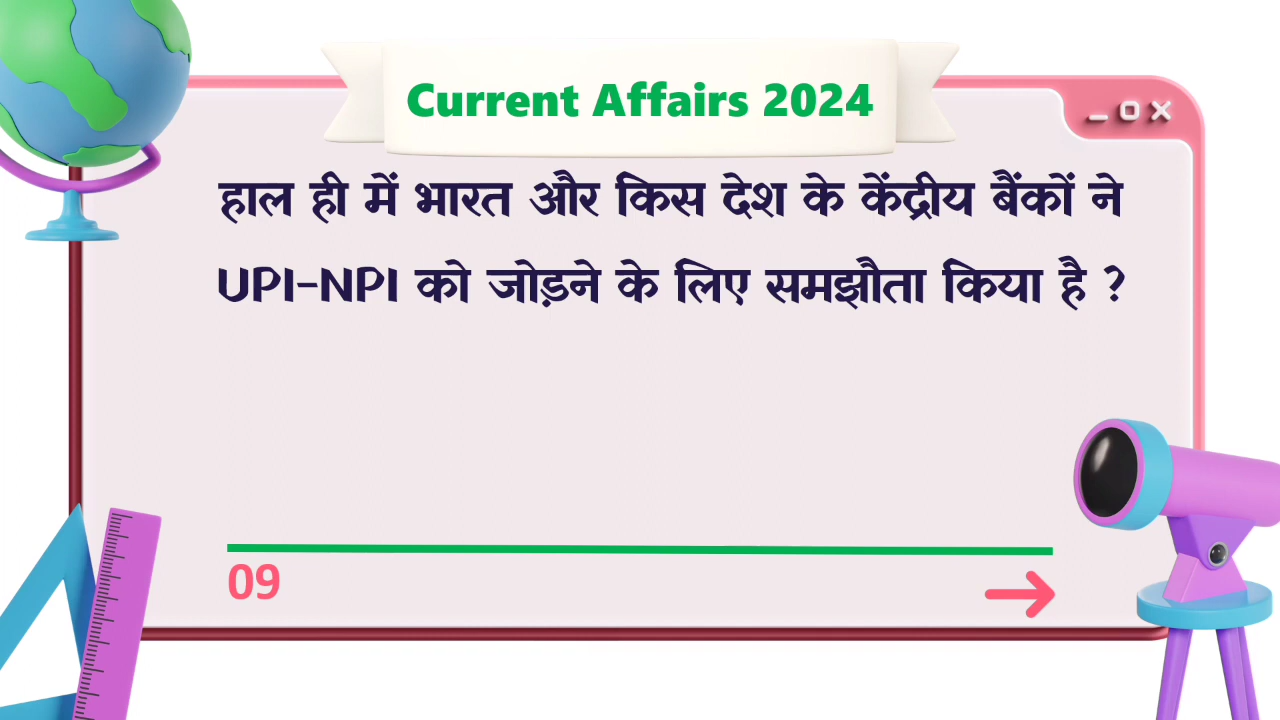 Current Affairs 2024
हाल ही में भारत और किस देश के केंद्रीय बैंकों ने
UPI-NPI को जोड़ने के लिए समझौता किया है ?
09